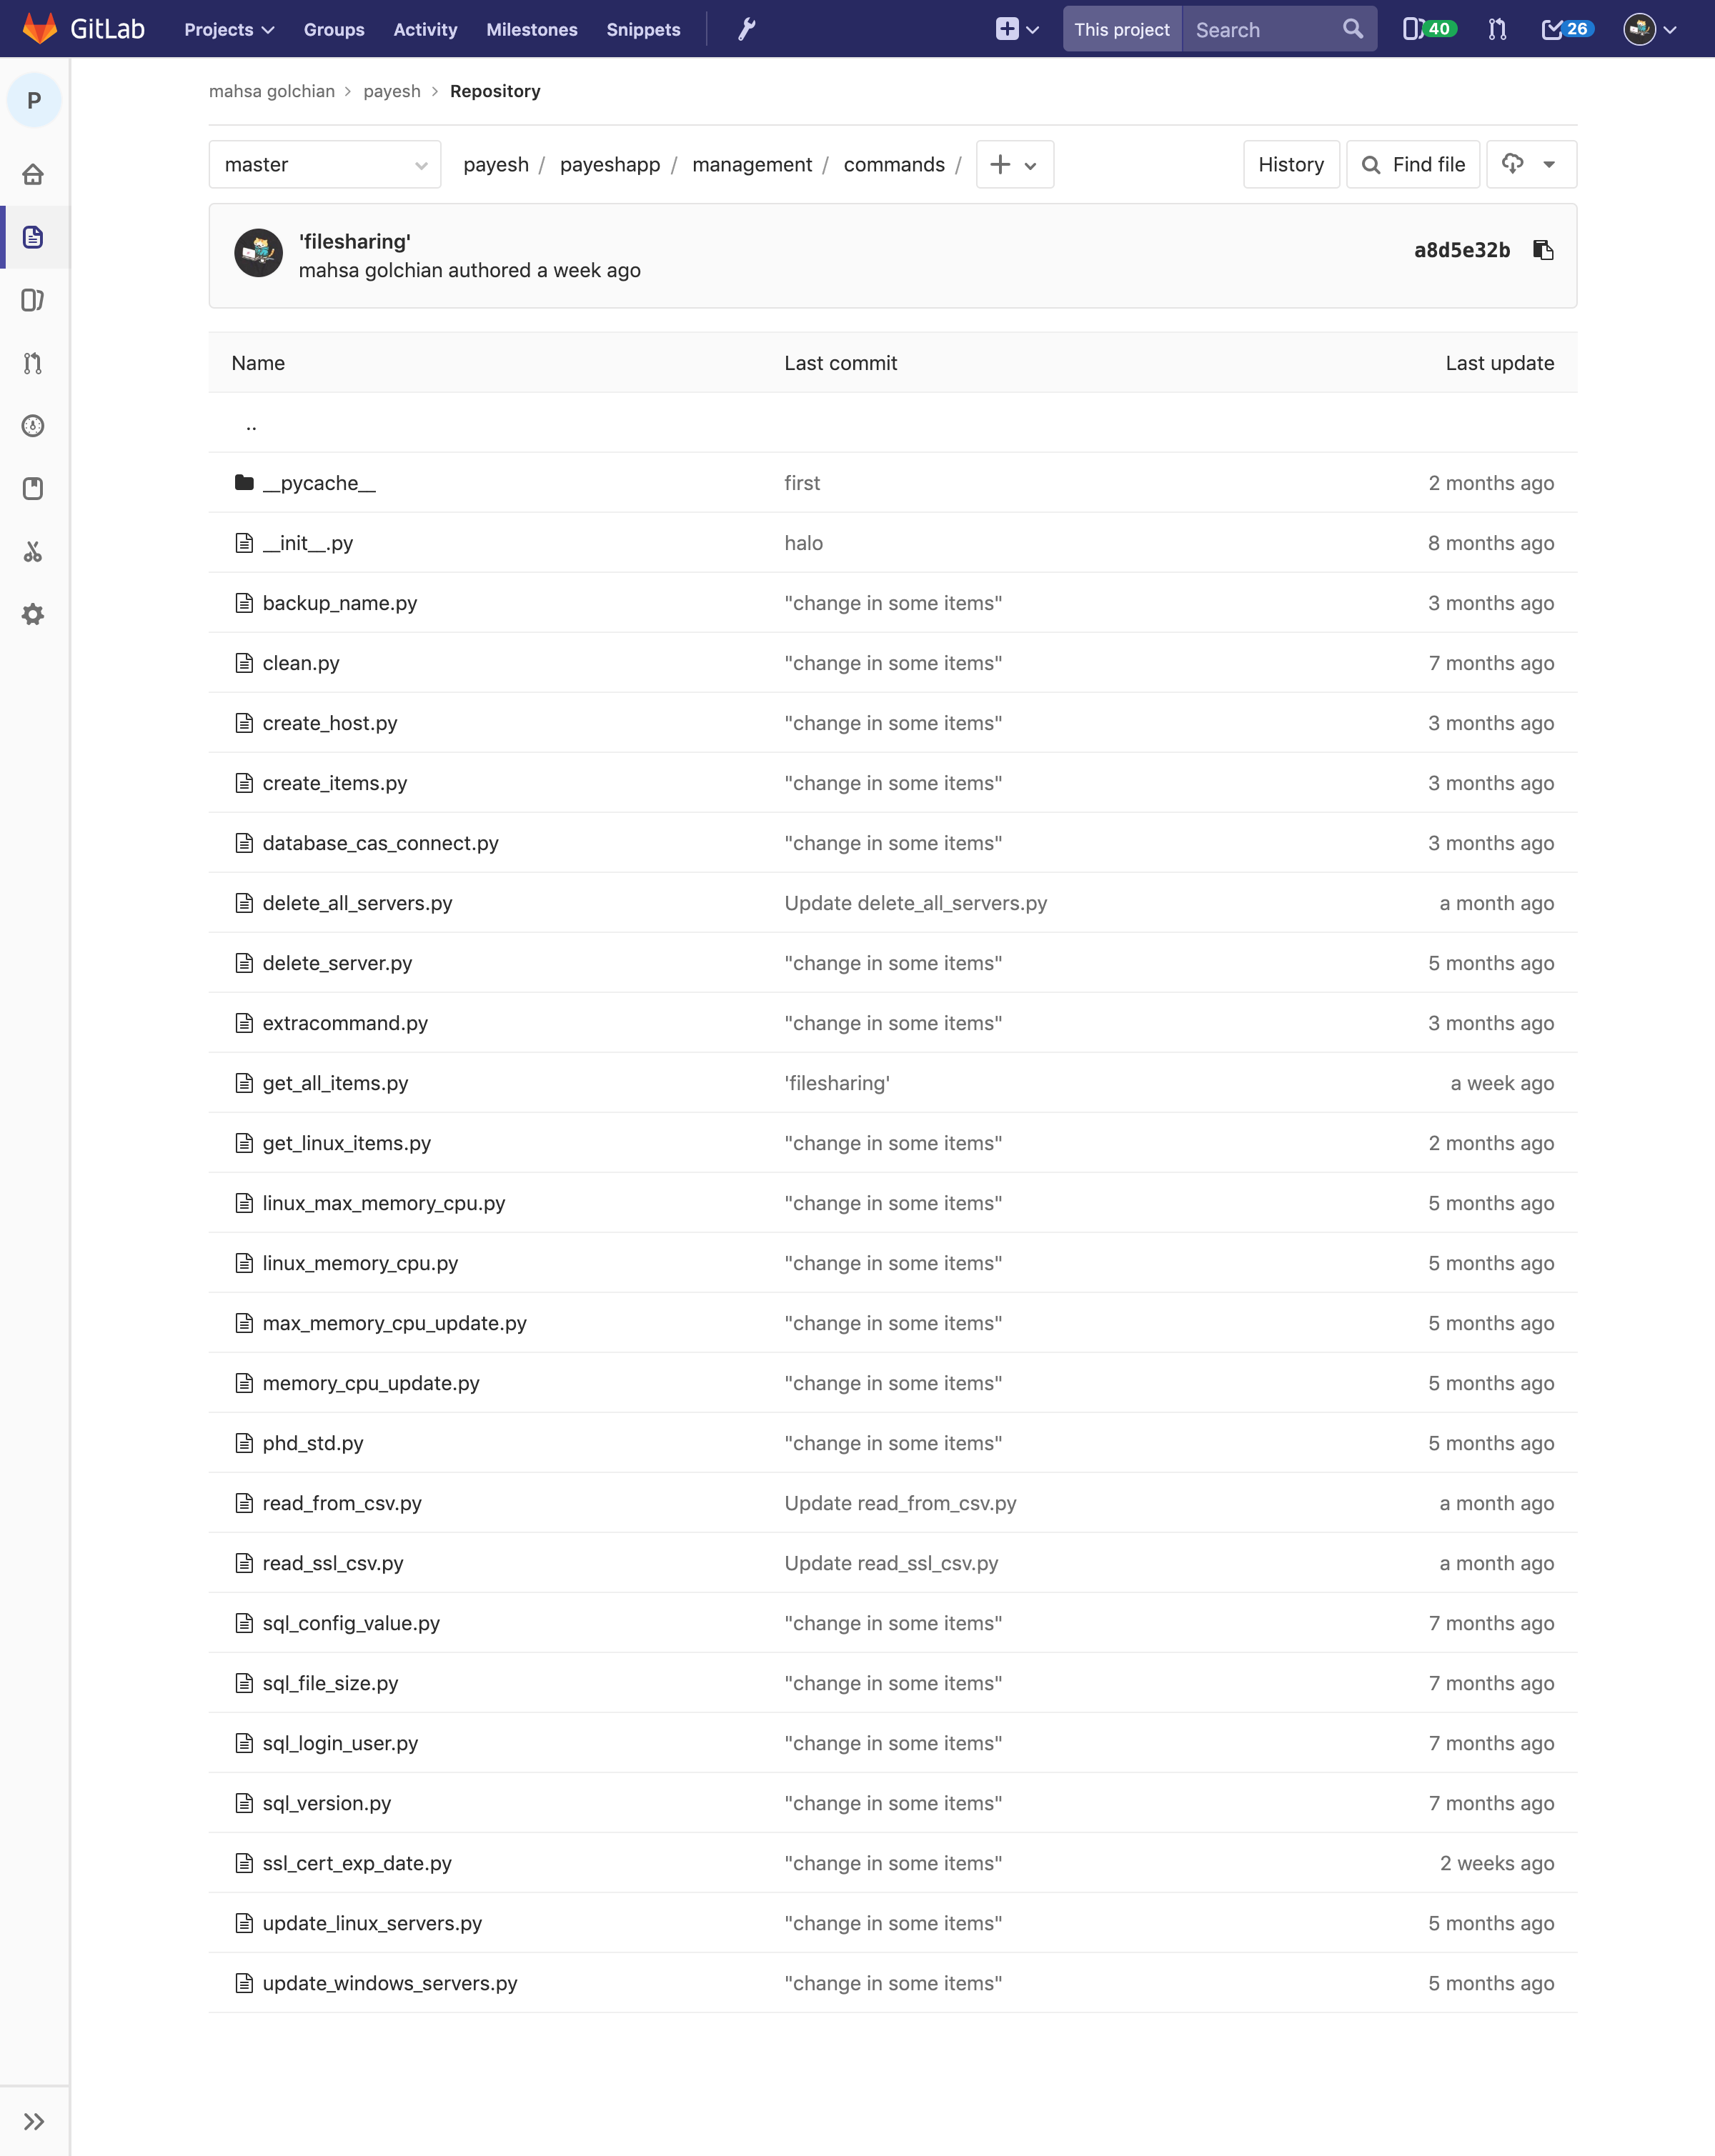 GitLab Projects Groups Activity Milestones Snippets This project Search 40 26
P
mahsa golchian > payesh > Repository
master payesh / payeshapp / management / commands / + History Find file
'filesharing'
mahsa golchian authored a week ago
a8d5e32b
Name Last commit Last update
..
__pycache__ first 2 months ago
__init__.py halo 8 months ago
backup_name.py "change in some items" 3 months ago
clean.py "change in some items" 7 months ago
create_host.py "change in some items" 3 months ago
create_items.py "change in some items" 3 months ago
database_cas_connect.py "change in some items" 3 months ago
delete_all_servers.py Update delete_all_servers.py a month ago
delete_server.py "change in some items" 5 months ago
extracommand.py "change in some items" 3 months ago
get_all_items.py 'filesharing' a week ago
get_linux_items.py "change in some items" 2 months ago
linux_max_memory_cpu.py "change in some items" 5 months ago
linux_memory_cpu.py "change in some items" 5 months ago
max_memory_cpu_update.py "change in some items" 5 months ago
memory_cpu_update.py "change in some items" 5 months ago
phd_std.py "change in some items" 5 months ago
read_from_csv.py Update read_from_csv.py a month ago
read_ssl_csv.py Update read_ssl_csv.py a month ago
sql_config_value.py "change in some items" 7 months ago
sql_file_size.py "change in some items" 7 months ago
sql_login_user.py "change in some items" 7 months ago
sql_version.py "change in some items" 7 months ago
ssl_cert_exp_date.py "change in some items" 2 weeks ago
update_linux_servers.py "change in some items" 5 months ago
update_windows_servers.py "change in some items" 5 months ago